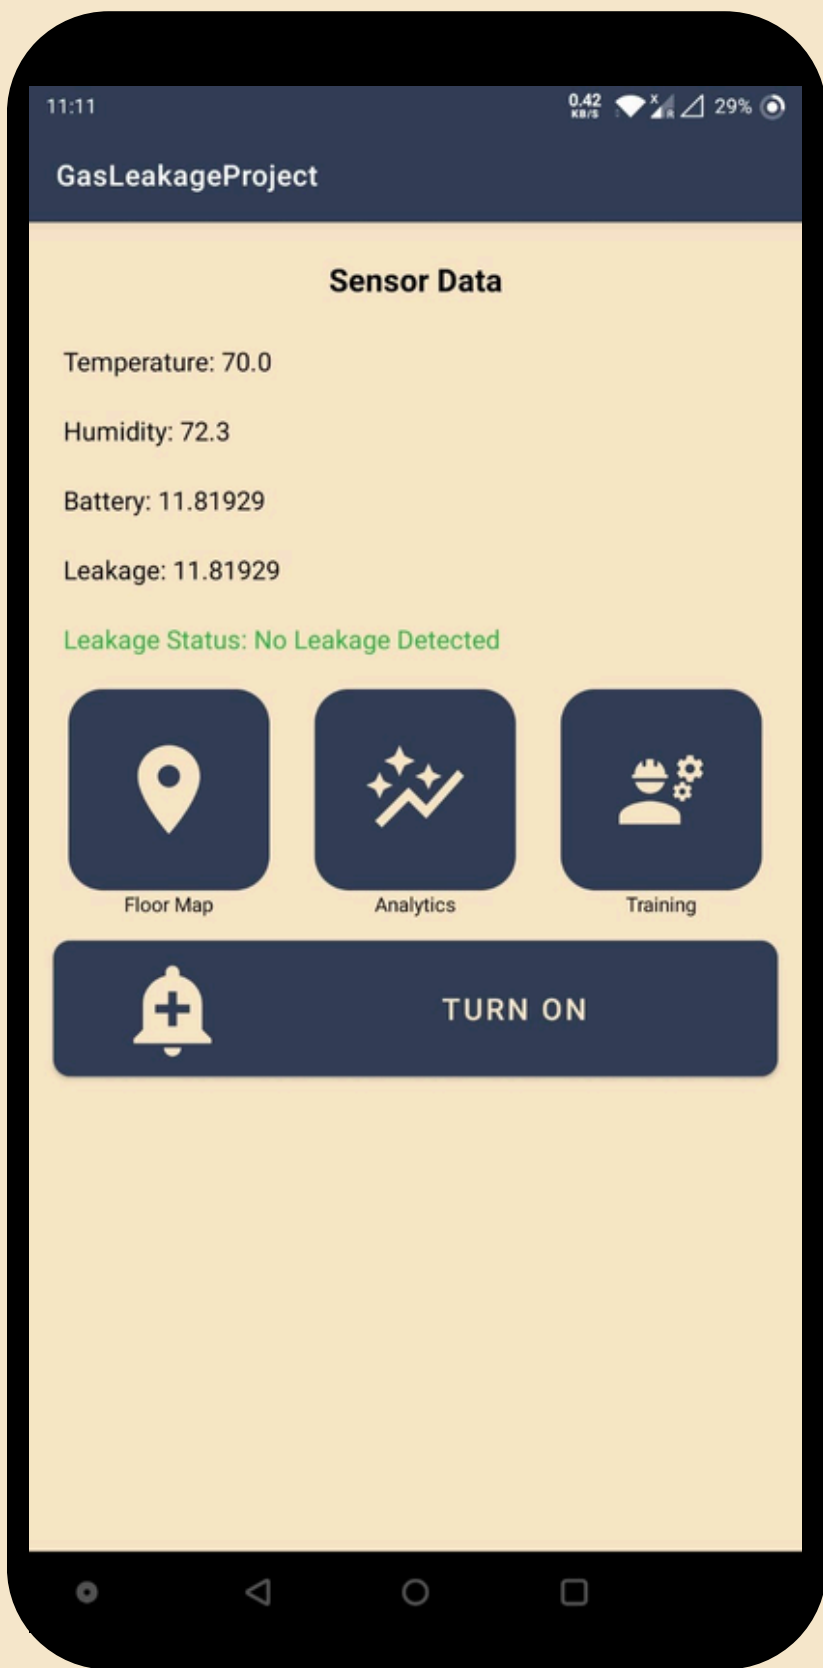 11:11
0.42
KB/S
X
R
29%
GasLeakageProject
Sensor Data
Temperature: 70.0
Humidity: 72.3
Battery: 11.81929
Leakage: 11.81929
Leakage Status: No Leakage Detected
Floor Map
Analytics
Training
TURN ON